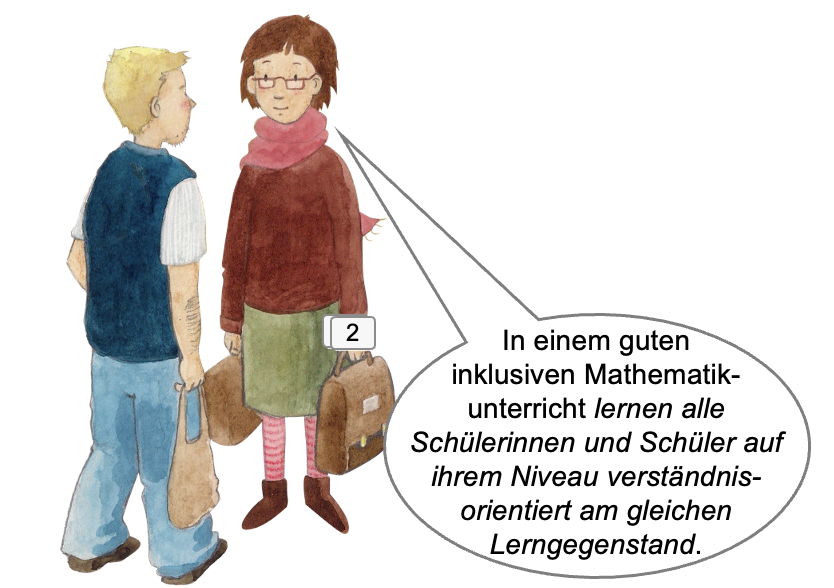 2
In einem guten
inklusiven Mathematik-
unterricht lernen alle
Schülerinnen und Schüler auf
ihrem Niveau verständnis-
orientiert am gleichen
Lerngegenstand.